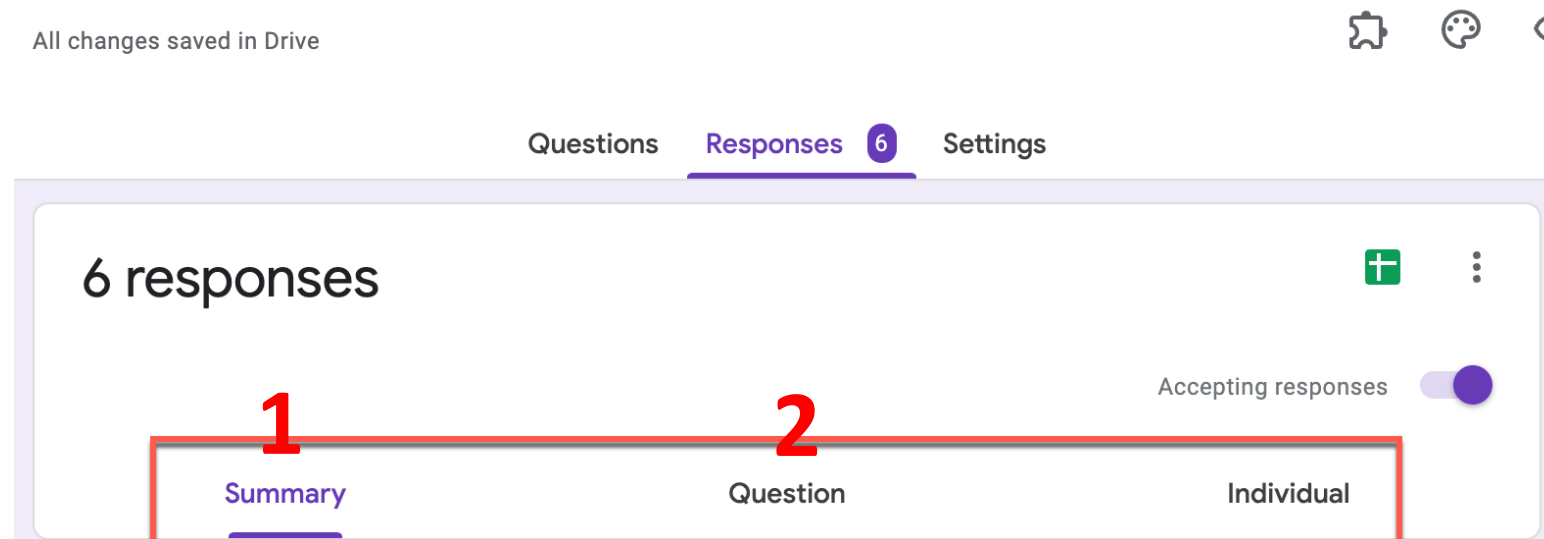 All changes saved in Drive
Questions Responses 6 Settings
6 responses
Accepting responses
1 2
Summary Question Individual